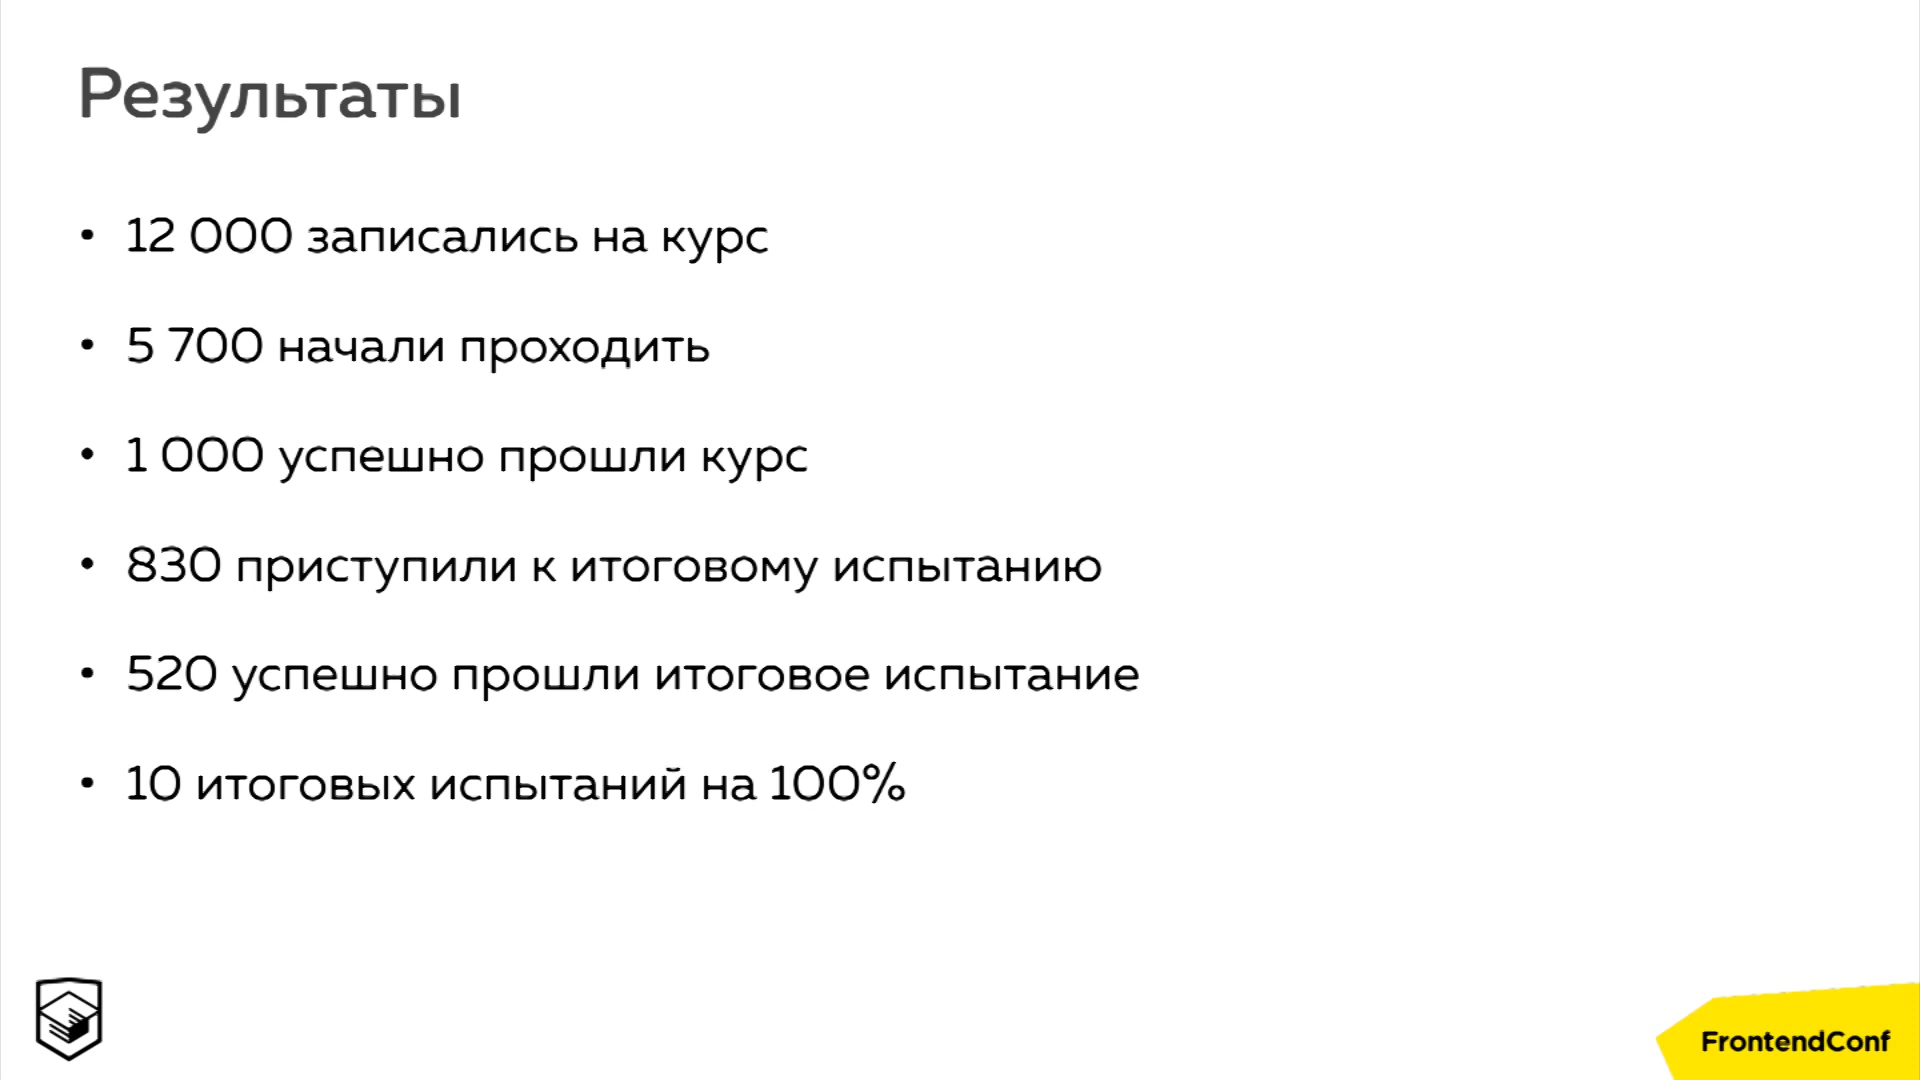 Результаты
• 12 000 записались на курс
• 5 700 начали проходить
• 1 000 успешно прошли курс
• 830 приступили к итоговому испытанию
• 520 успешно прошли итоговое испытание
• 10 итоговых испытаний на 100%
FrontendConf